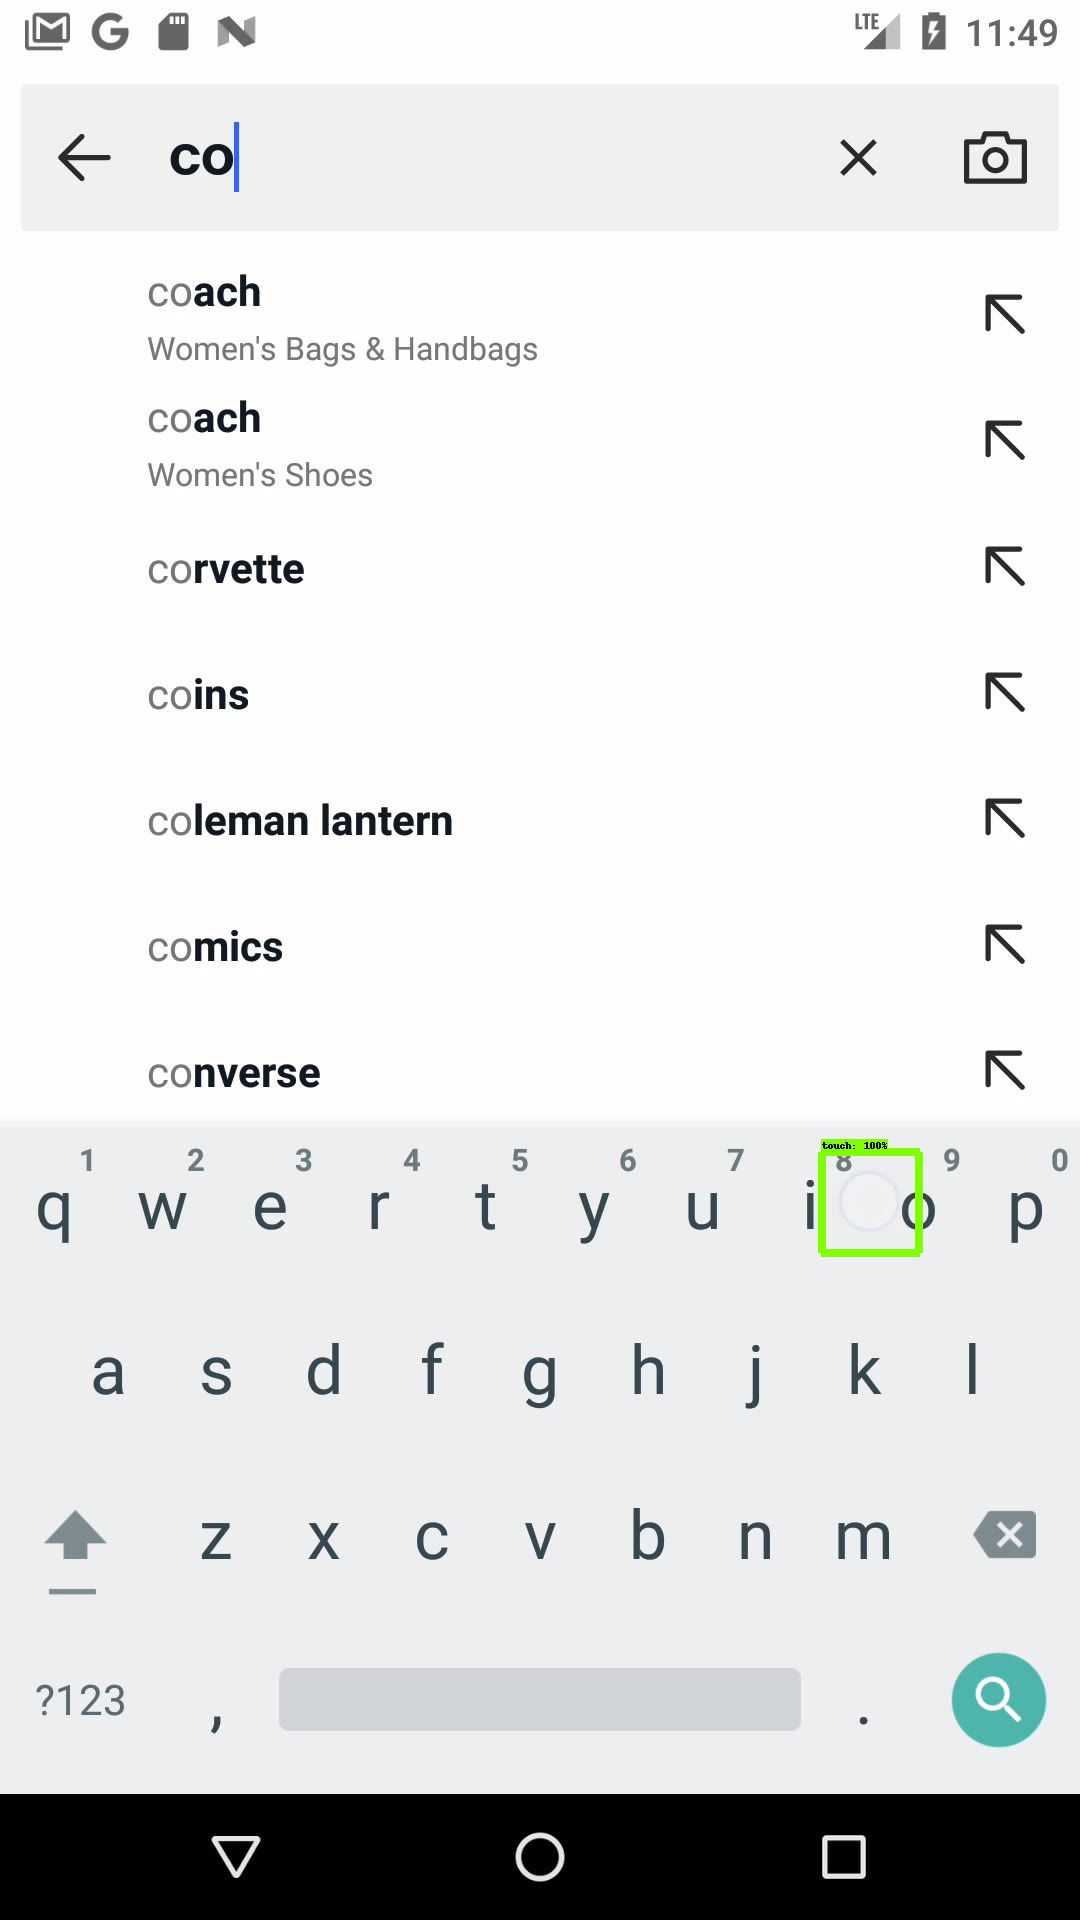 LTE 11:49
co
coach
Women's Bags & Handbags
coach
Women's Shoes
corvette
coins
coleman lantern
comics
converse
touch: 100%
1 2 3 4 5 6 7 8 9 0
q w e r t y u i o p
a s d f g h j k l
z x c v b n m
?123 , .